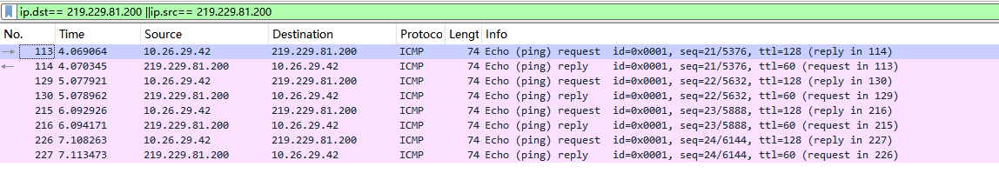 ip.dst== 219.229.81.200 ||ip.src== 219.229.81.200
No. Time Source Destination Protoco Lengt Info
113 4.069064 10.26.29.42 219.229.81.200 ICMP 74 Echo (ping) request id=0x0001, seq=21/5376, ttl=128 (reply in 114)
114 4.070345 219.229.81.200 10.26.29.42 ICMP 74 Echo (ping) reply id=0x0001, seq=21/5376, ttl=60 (request in 113)
129 5.077921 10.26.29.42 219.229.81.200 ICMP 74 Echo (ping) request id=0x0001, seq=22/5632, ttl=128 (reply in 130)
130 5.078962 219.229.81.200 10.26.29.42 ICMP 74 Echo (ping) reply id=0x0001, seq=22/5632, ttl=60 (request in 129)
215 6.092926 10.26.29.42 219.229.81.200 ICMP 74 Echo (ping) request id=0x0001, seq=23/5888, ttl=128 (reply in 216)
216 6.094171 219.229.81.200 10.26.29.42 ICMP 74 Echo (ping) reply id=0x0001, seq=23/5888, ttl=60 (request in 215)
226 7.108263 10.26.29.42 219.229.81.200 ICMP 74 Echo (ping) request id=0x0001, seq=24/6144, ttl=128 (reply in 227)
227 7.113473 219.229.81.200 10.26.29.42 ICMP 74 Echo (ping) reply id=0x0001, seq=24/6144, ttl=60 (request in 226)